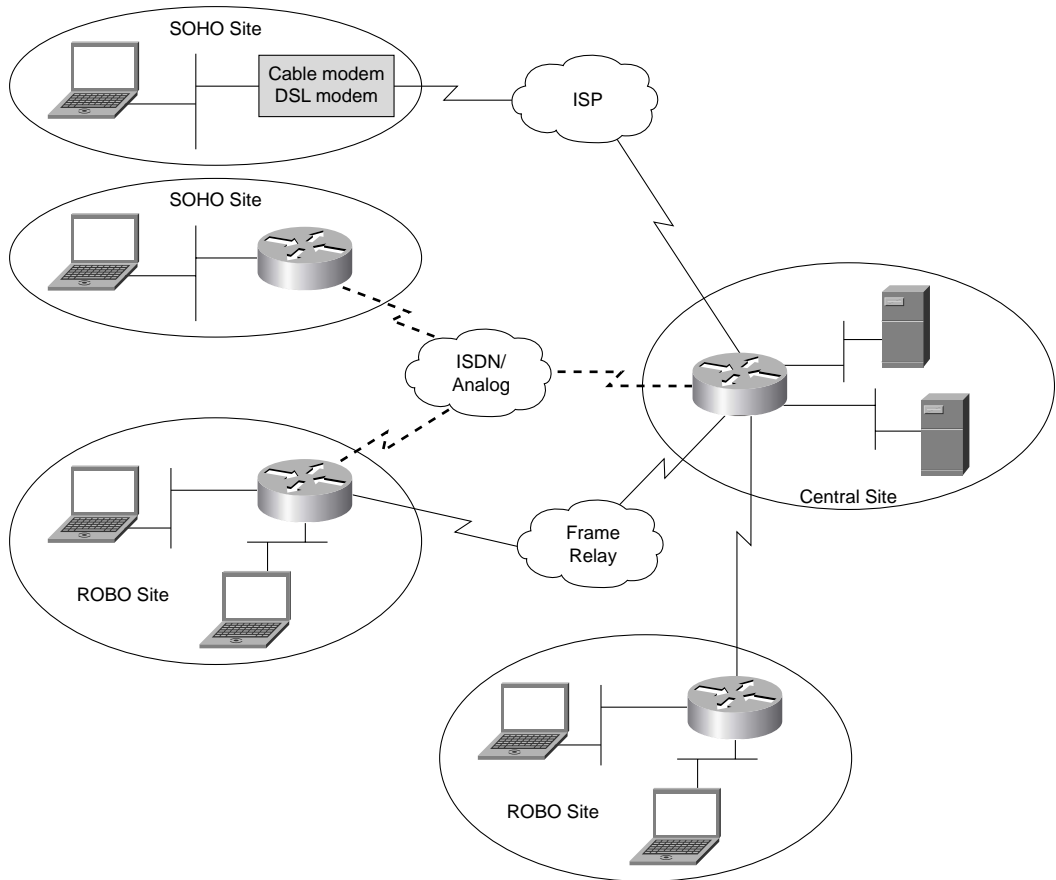 SOHO Site
Cable modem
DSL modem
ISP
SOHO Site
ISDN/
Analog
Central Site
Frame
Relay
ROBO Site
ROBO Site